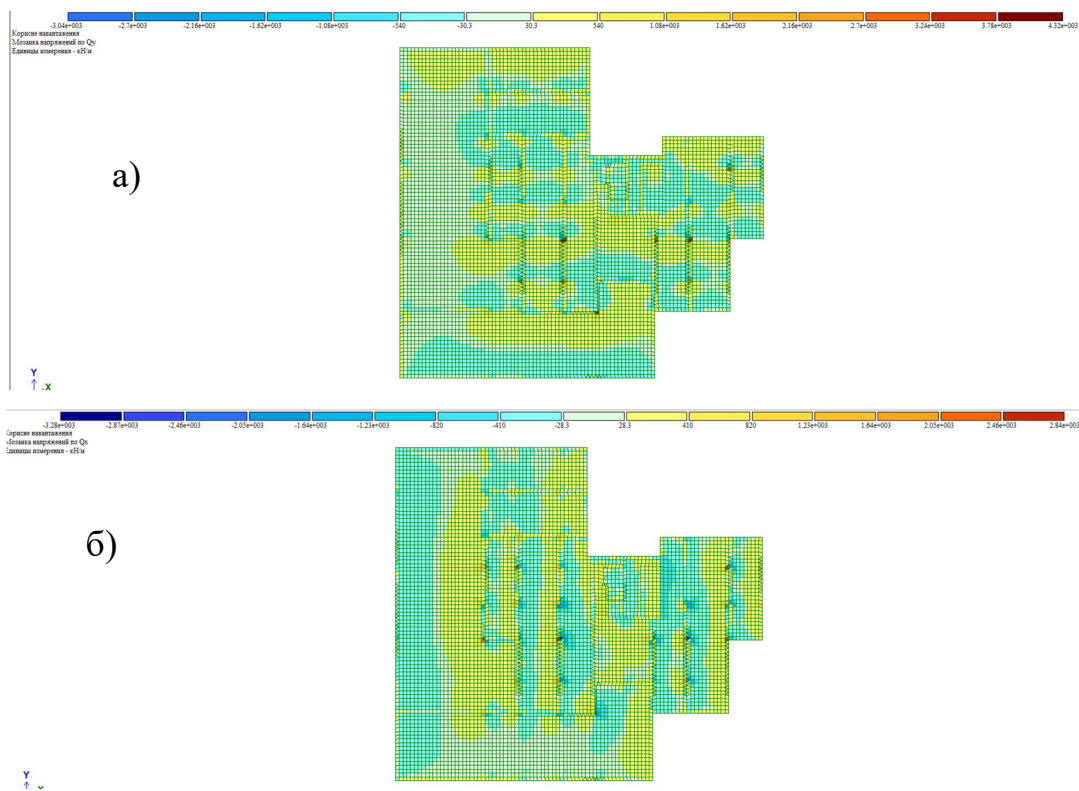 -3.04e+003 -2.7e+003 -2.16e+003 -1.62e+003 -1.08e+003 -540 -30.3 30.3 540 1.08e+003 1.62e+003 2.16e+003 2.7e+003 3.24e+003 3.78e+003 4.32e+003
Корисне навантаження
Мозаика напряжений по Qy
Единицы измерения - кН/м
а)
Y
X
-3.28e+003 -2.87e+003 -2.46e+003 -2.05e+003 -1.64e+003 -1.23e+003 -820 -410 -28.3 28.3 410 820 1.23e+003 1.64e+003 2.05e+003 2.46e+003 2.84e+003
Корисне навантаження
Мозаика напряжений по Qx
Единицы измерения - кН/м
б)
Y
X